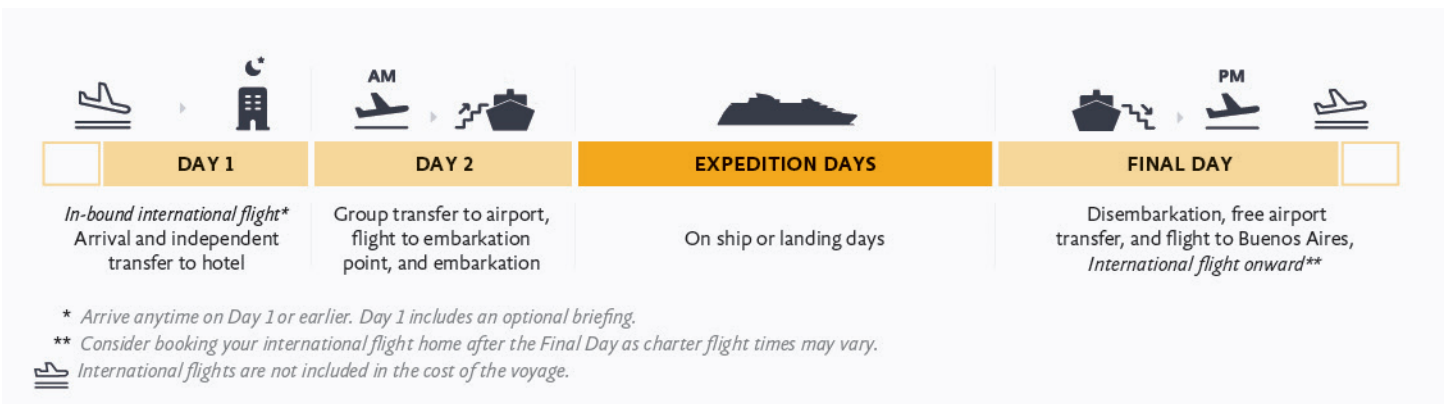 AM
PM
DAY 1
DAY 2
EXPEDITION DAYS
FINAL DAY
In-bound international flight*
Arrival and independent
transfer to hotel
Group transfer to airport,
flight to embarkation
point, and embarkation
On ship or landing days
Disembarkation, free airport
transfer, and flight to Buenos Aires,
International flight onward**
* Arrive anytime on Day 1 or earlier. Day 1 includes an optional briefing.
** Consider booking your international flight home after the Final Day as charter flight times may vary.
International flights are not included in the cost of the voyage.